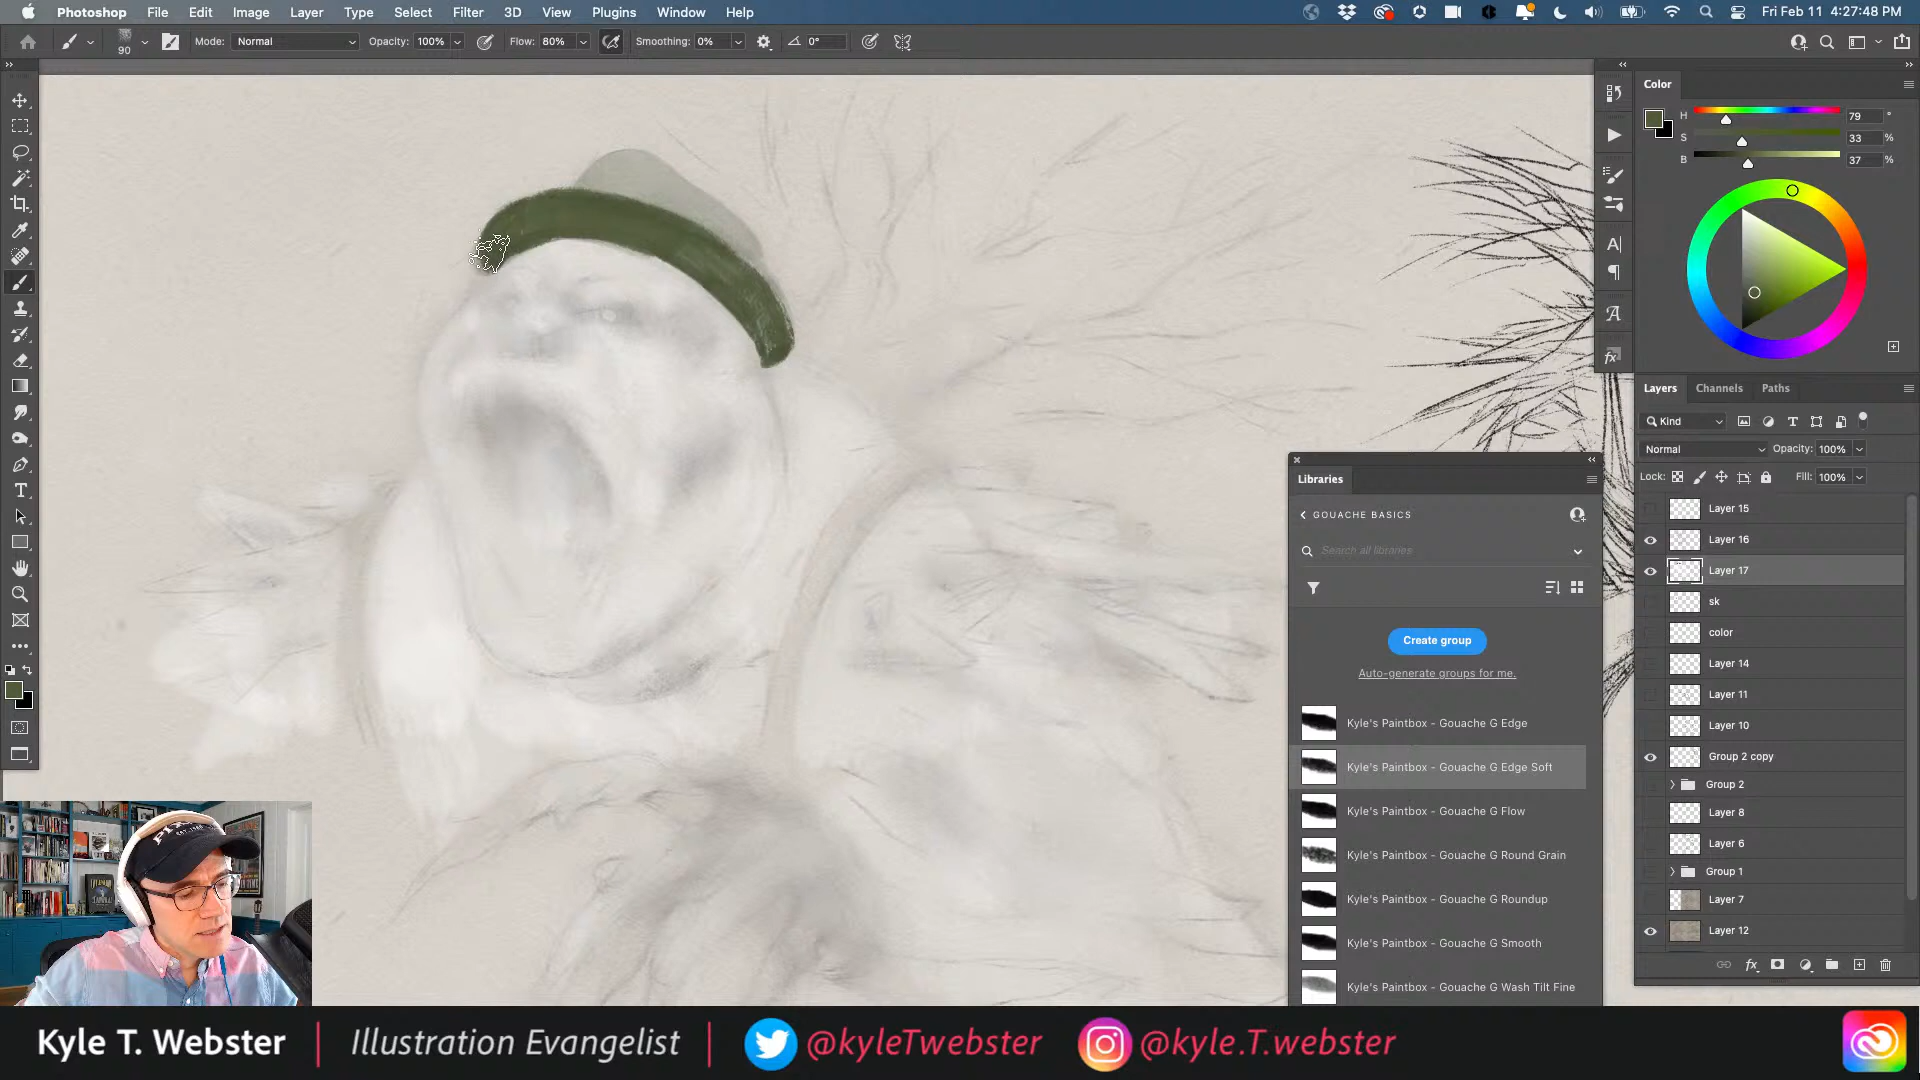 Photoshop File Edit Image Layer Type Select Filter 3D View Plugins Window Help Fri Feb 11 4:27:48 PM
90 Mode: Normal Opacity: 100% Flow: 80% Smoothing: 0% 0°
Color
H 79 °
S 33 %
B 37 %
Layers Channels Paths
Kind
Normal Opacity: 100%
Lock: Fill: 100%
Layer 15
Layer 16
Layer 17
sk
color
Layer 14
Layer 11
Layer 10
Group 2 copy
Group 2
Layer 8
Layer 6
Group 1
Layer 7
Layer 12
Libraries
GOUACHE BASICS
Search all libraries
Create group
Auto-generate groups for me.
Kyle's Paintbox - Gouache G Edge
Kyle's Paintbox - Gouache G Edge Soft
Kyle's Paintbox - Gouache G Flow
Kyle's Paintbox - Gouache G Round Grain
Kyle's Paintbox - Gouache G Roundup
Kyle's Paintbox - Gouache G Smooth
Kyle's Paintbox - Gouache G Wash Tilt Fine
Kyle T. Webster | Illustration Evangelist | @kyleTwebster @kyle.T.webster